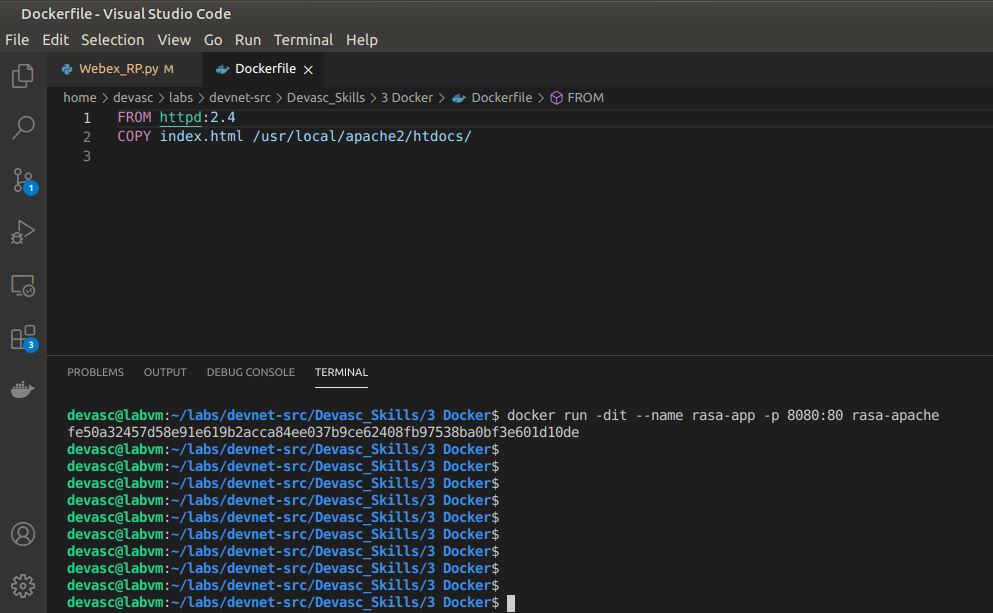 Dockerfile - Visual Studio Code
File Edit Selection View Go Run Terminal Help
Webex_RP.py M Dockerfile
home > devasc > labs > devnet-src > Devasc_Skills > 3 Docker > Dockerfile > FROM
1 FROM httpd:2.4
2 COPY index.html /usr/local/apache2/htdocs/
3
1
3
PROBLEMS OUTPUT DEBUG CONSOLE TERMINAL
devasc@labvm:~/labs/devnet-src/Devasc_Skills/3 Docker$ docker run -dit --name rasa-app -p 8080:80 rasa-apache
fe50a32457d58e91e619b2acca84ee037b9ce62408fb97538ba0bf3e601d10de
devasc@labvm:~/labs/devnet-src/Devasc_Skills/3 Docker$
devasc@labvm:~/labs/devnet-src/Devasc_Skills/3 Docker$
devasc@labvm:~/labs/devnet-src/Devasc_Skills/3 Docker$
devasc@labvm:~/labs/devnet-src/Devasc_Skills/3 Docker$
devasc@labvm:~/labs/devnet-src/Devasc_Skills/3 Docker$
devasc@labvm:~/labs/devnet-src/Devasc_Skills/3 Docker$
devasc@labvm:~/labs/devnet-src/Devasc_Skills/3 Docker$
devasc@labvm:~/labs/devnet-src/Devasc_Skills/3 Docker$
devasc@labvm:~/labs/devnet-src/Devasc_Skills/3 Docker$
devasc@labvm:~/labs/devnet-src/Devasc_Skills/3 Docker$